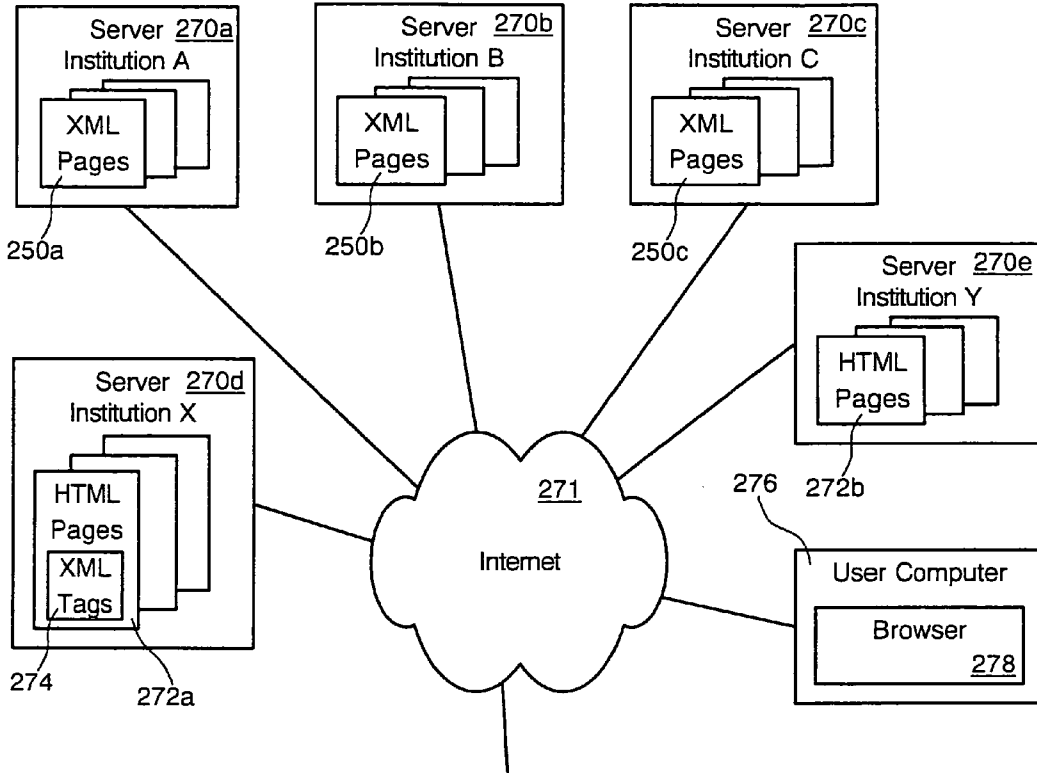 Server 270a
Institution A
XML
Pages
250a
Server 270b
Institution B
XML
Pages
250b
Server 270c
Institution C
XML
Pages
250c
Server 270e
Institution Y
HTML
Pages
272b
Server 270d
Institution X
HTML
Pages
XML
Tags
274
272a
271
Internet
276
User Computer
Browser
278